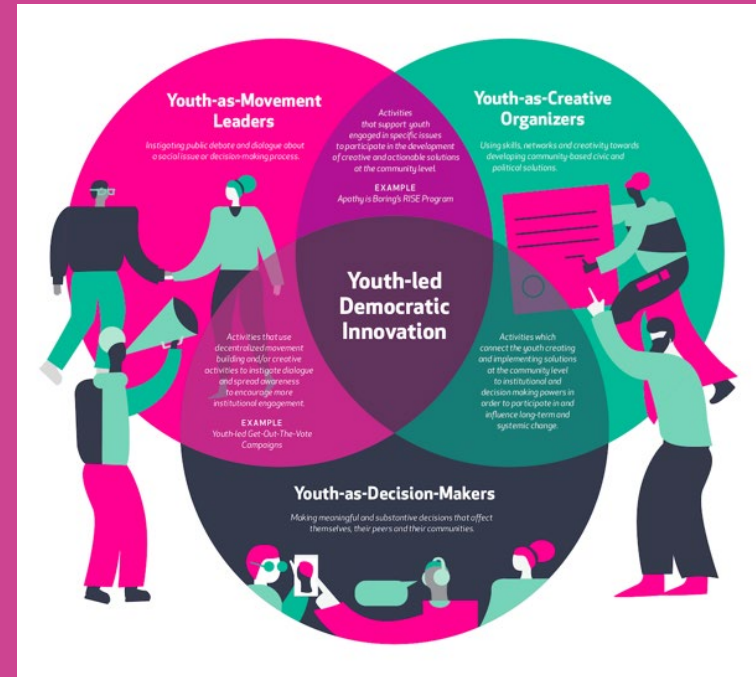 Youth-as-Movement
Leaders
Instigating public debate and dialogue about
a social issue or decision-making process.
Activities
that support youth
engaged in specific issues
to participate in the development
of creative and actionable solutions
at the community level.
EXAMPLE
Apathy is Boring's RISE Program
Youth-as-Creative
Organizers
Using skills, networks and creativity towards
developing community-based civic and
political solutions.
Youth-led
Democratic
Innovation
Activities that use
decentralized movement
building and/or creative
activities to instigate dialogue
and spread awareness
to encourage more
institutional engagement.
EXAMPLE
Youth-led Get-Out-The-Vote
Campaigns
Activities which
connect the youth creating
and implementing solutions
at the community level
to institutional and
decision making powers in
order to participate in and
influence long-term and
systemic change.
Youth-as-Decision-Makers
Making meaningful and substantive decisions that affect
themselves, their peers and their communities.